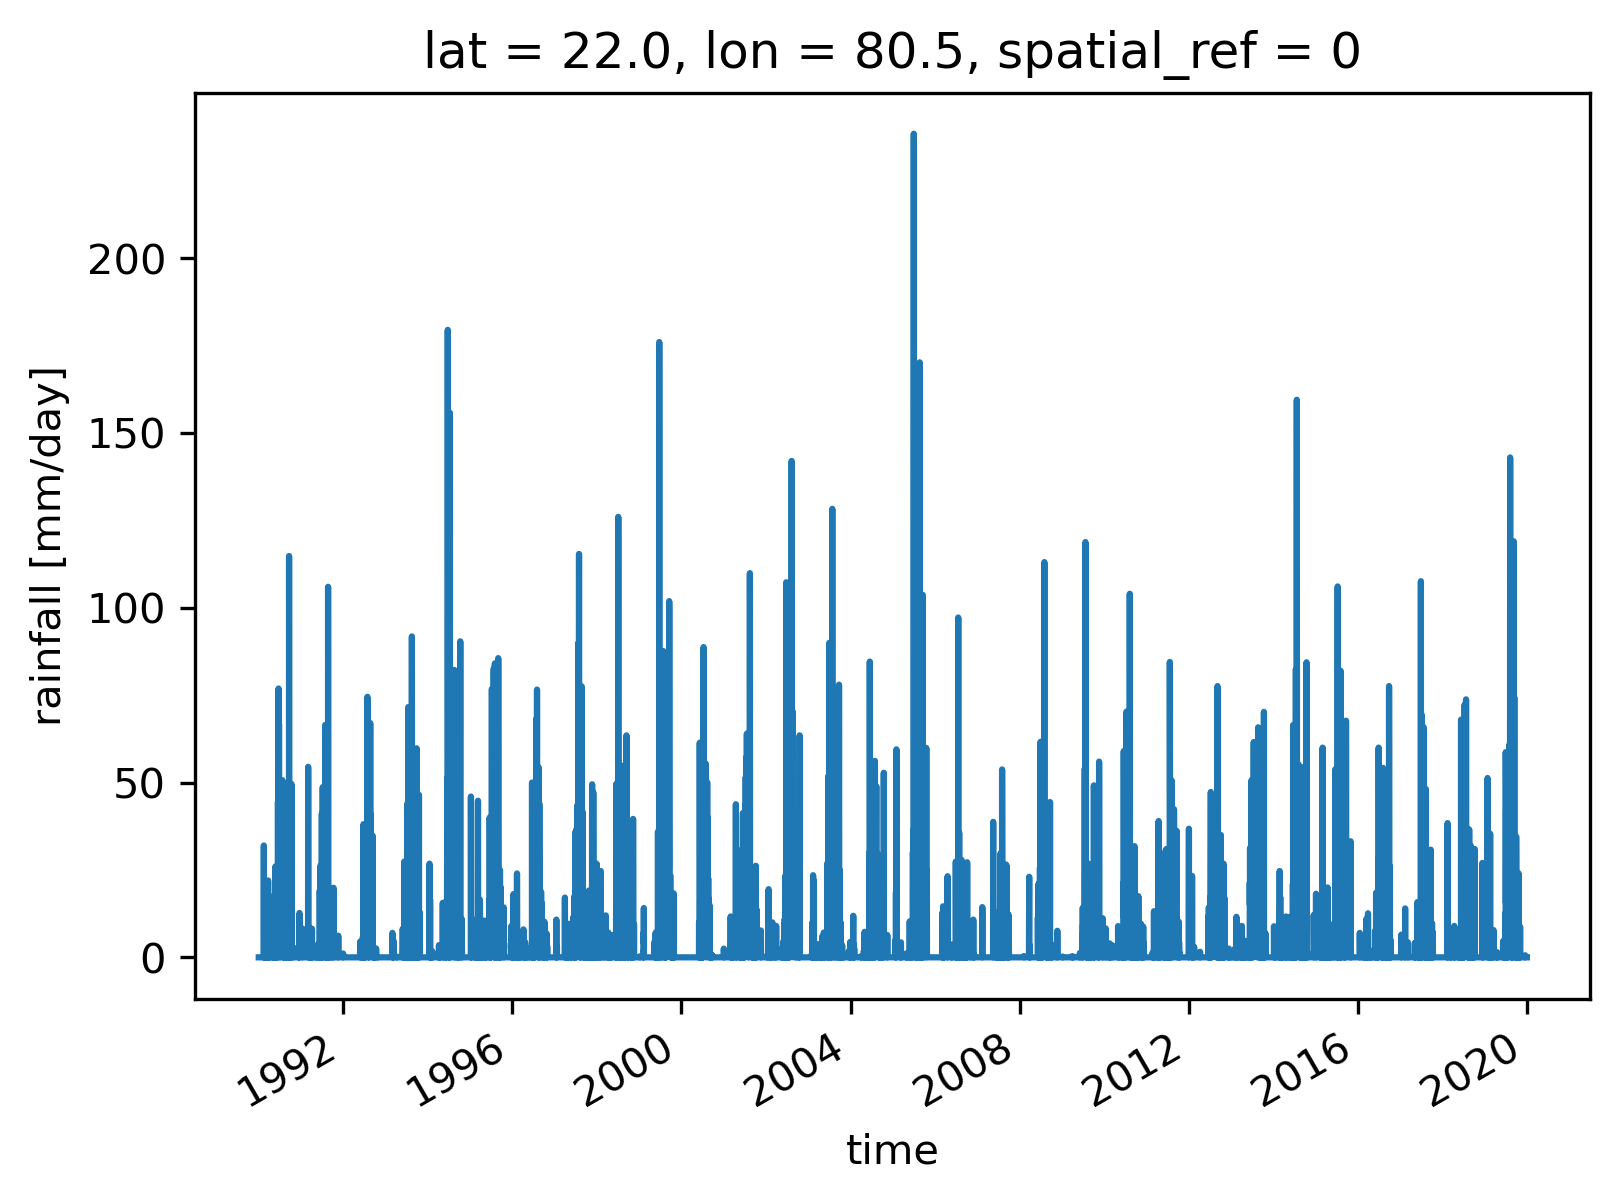 lat = 22.0, lon = 80.5, spatial_ref = 0
rainfall [mm/day]
200
150
100
50
0
1992 1996 2000 2004 2008 2012 2016 2020
time